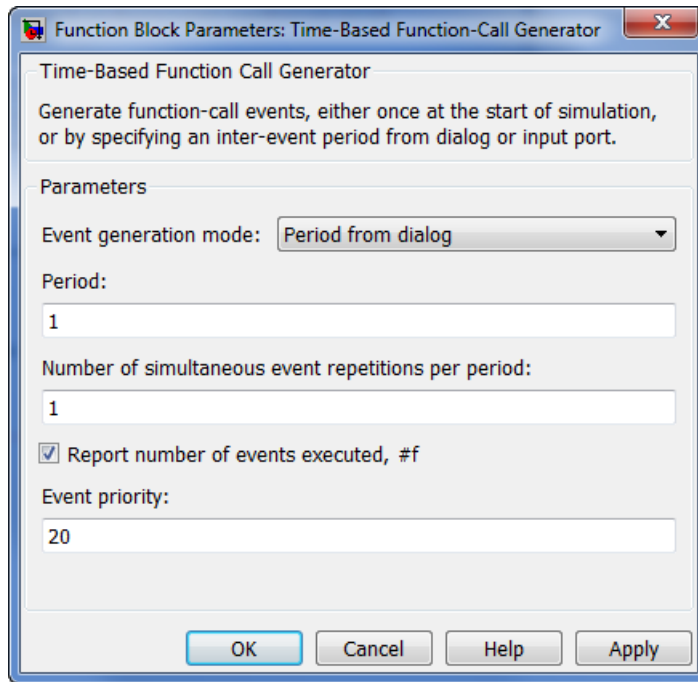 Function Block Parameters: Time-Based Function-Call Generator
Time-Based Function Call Generator
Generate function-call events, either once at the start of simulation,
or by specifying an inter-event period from dialog or input port.
Parameters
Event generation mode: Period from dialog
Period:
1
Number of simultaneous event repetitions per period:
1
Report number of events executed, #f
Event priority:
20
OK Cancel Help Apply